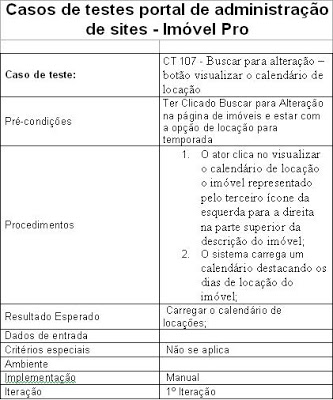 Casos de testes portal de administração
de sites - Imóvel Pro
Caso de teste:
CT 107 - Buscar para alteração –
botão visualizar o calendário de
locação
Pré-condições
Ter Clicado Buscar para Alteração
na página de imóveis e estar com
a opção de locação para
temporada
Procedimentos
1. O ator clica no visualizar
o calendário de locação
o imóvel representado
pelo terceiro ícone da
esquerda para a direita
na parte superior da
descrição do imóvel;
2. O sistema carrega um
calendário destacando os
dias de locação do
imóvel;
Resultado Esperado
Carregar o calendário de
locações;
Dados de entrada
Critérios especiais Não se aplica
Ambiente
Implementação Manual
Iteração 1º Iteração